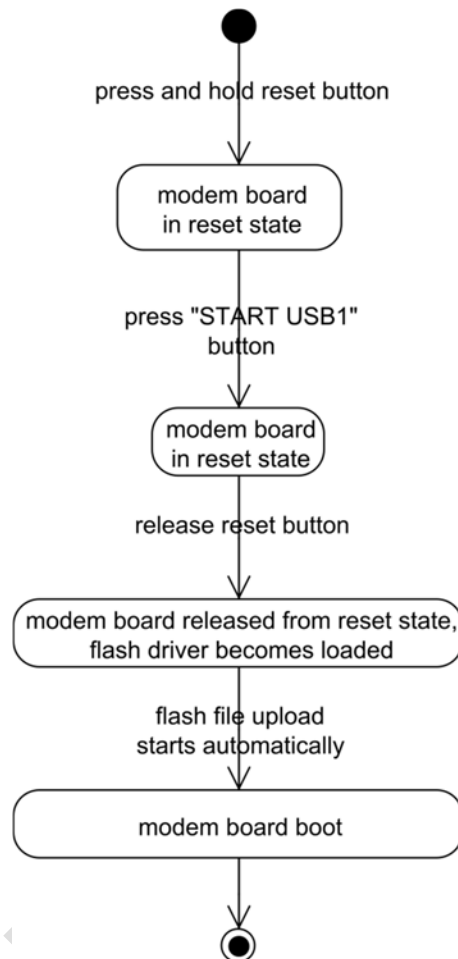 press and hold reset button
modem board
in reset state
press "START USB1"
button
modem board
in reset state
release reset button
modem board released from reset state,
flash driver becomes loaded
flash file upload
starts automatically
modem board boot